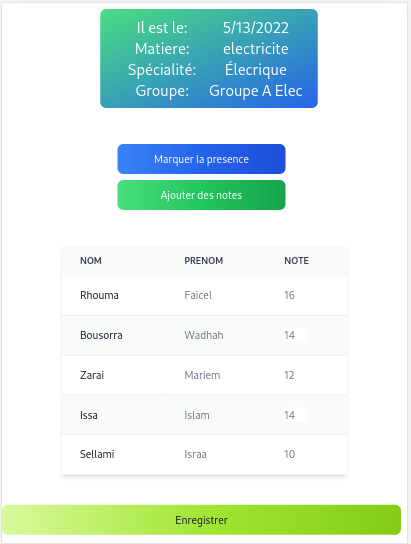 Il est le: 5/13/2022
Matiere: electricite
Spécialité: Élecrique
Groupe: Groupe A Elec
Marquer la presence
Ajouter des notes
NOM PRENOM NOTE
Rhouma Faicel 16
Bousorra Wadhah 14
Zarai Mariem 12
Issa Islam 14
Sellami Israa 10
Enregistrer